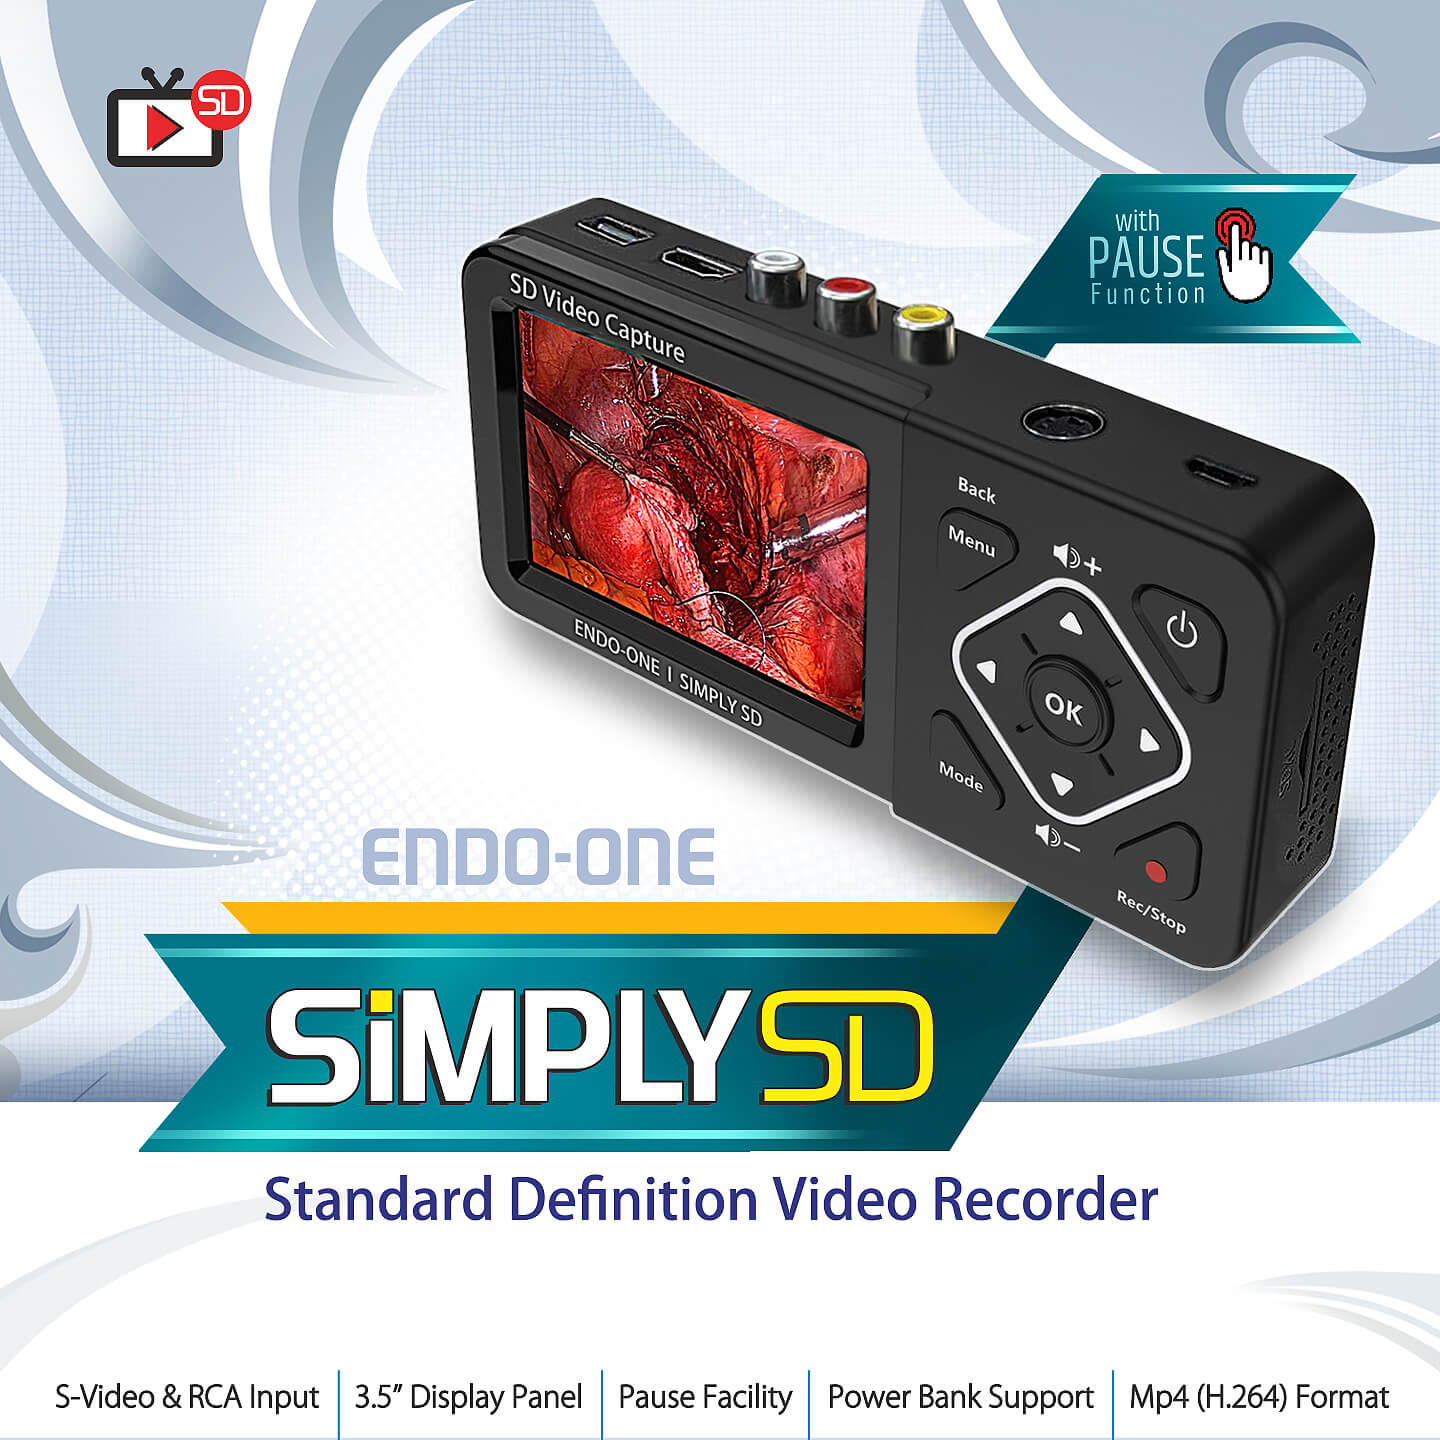 SD
with
PAUSE
Function
SD Video Capture
Back
Menu
OK
ENDO-ONE | SIMPLY SD
Mode
Rec/Stop
ENDO-ONE
SiMPLY SD
Standard Definition Video Recorder
S-Video & RCA Input | 3.5” Display Panel | Pause Facility | Power Bank Support | Mp4 (H.264) Format